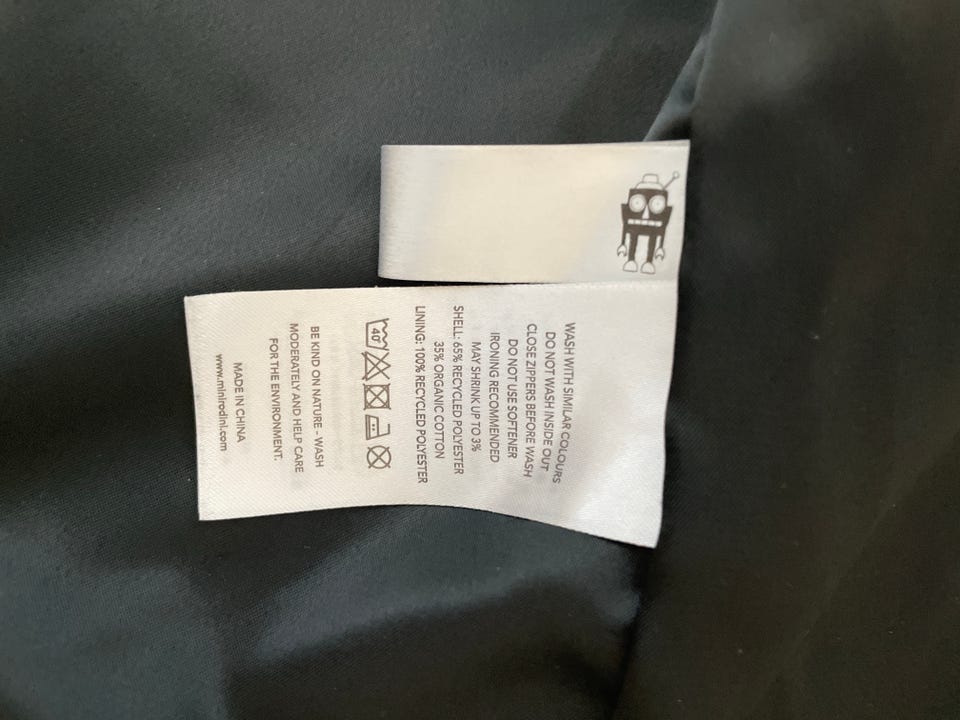 WASH WITH SIMILAR COLOURS
DO NOT WASH INSIDE OUT
CLOSE ZIPPERS BEFORE WASH
DO NOT USE SOFTENER
IRONING RECOMMENDED
MAY SHRINK UP TO 3%
SHELL: 65% RECYCLED POLYESTER
35% ORGANIC COTTON
LINING: 100% RECYCLED POLYESTER
40
BE KIND ON NATURE - WASH
MODERATELY AND HELP CARE
FOR THE ENVIRONMENT.
MADE IN CHINA
www.minirodini.com